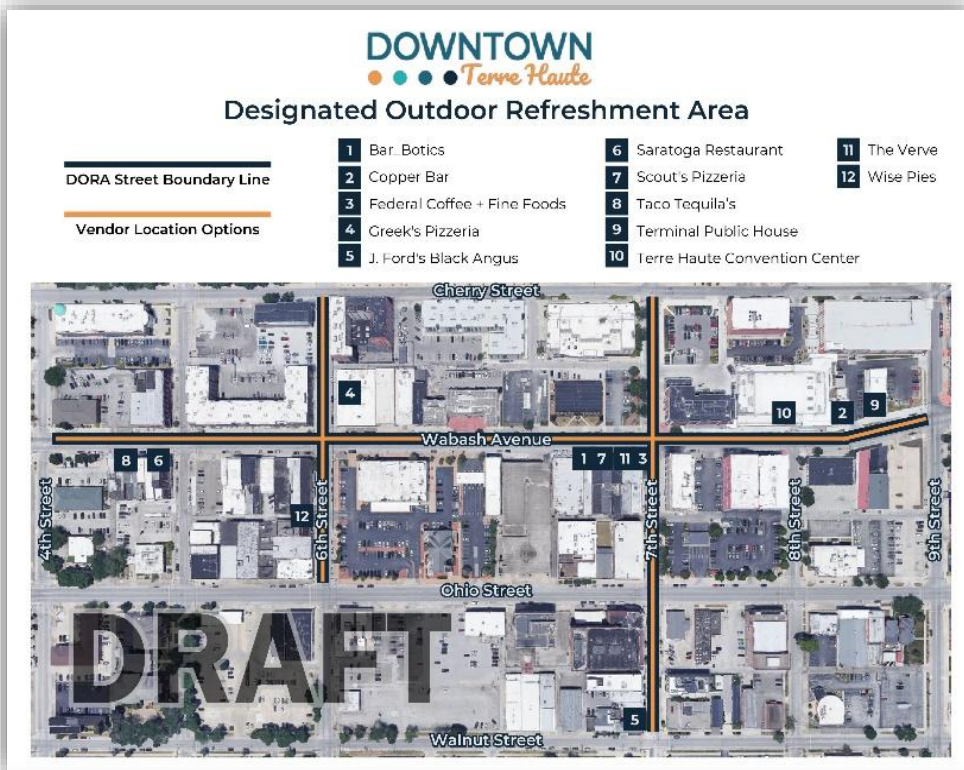 DOWNTOWN
Terre Haute
Designated Outdoor Refreshment Area
DORA Street Boundary Line
Vendor Location Options
1 Bar_Botics
2 Copper Bar
3 Federal Coffee + Fine Foods
4 Greek's Pizzeria
5 J. Ford's Black Angus
6 Saratoga Restaurant
7 Scout's Pizzeria
8 Taco Tequila's
9 Terminal Public House
10 Terre Haute Convention Center
11 The Verve
12 Wise Pies
Cherry Street
4
10
2
9
Wabash Avenue
8
6
1
7
11
3
12
4th Street
6th Street
7th Street
8th Street
9th Street
Ohio Street
DRAFT
5
Walnut Street